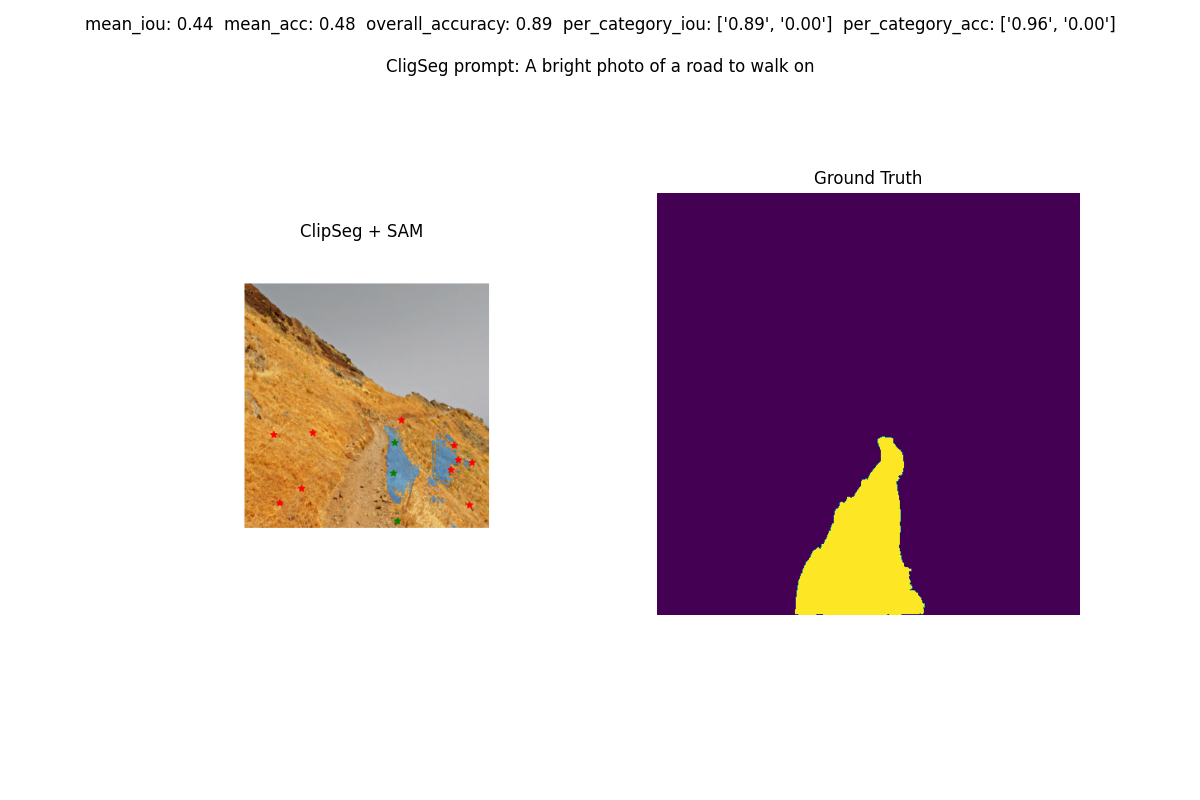 mean_iou: 0.44  mean_acc: 0.48  overall_accuracy: 0.89  per_category_iou: ['0.89', '0.00']  per_category_acc: ['0.96', '0.00']
CligSeg prompt: A bright photo of a road to walk on
Ground Truth
ClipSeg + SAM